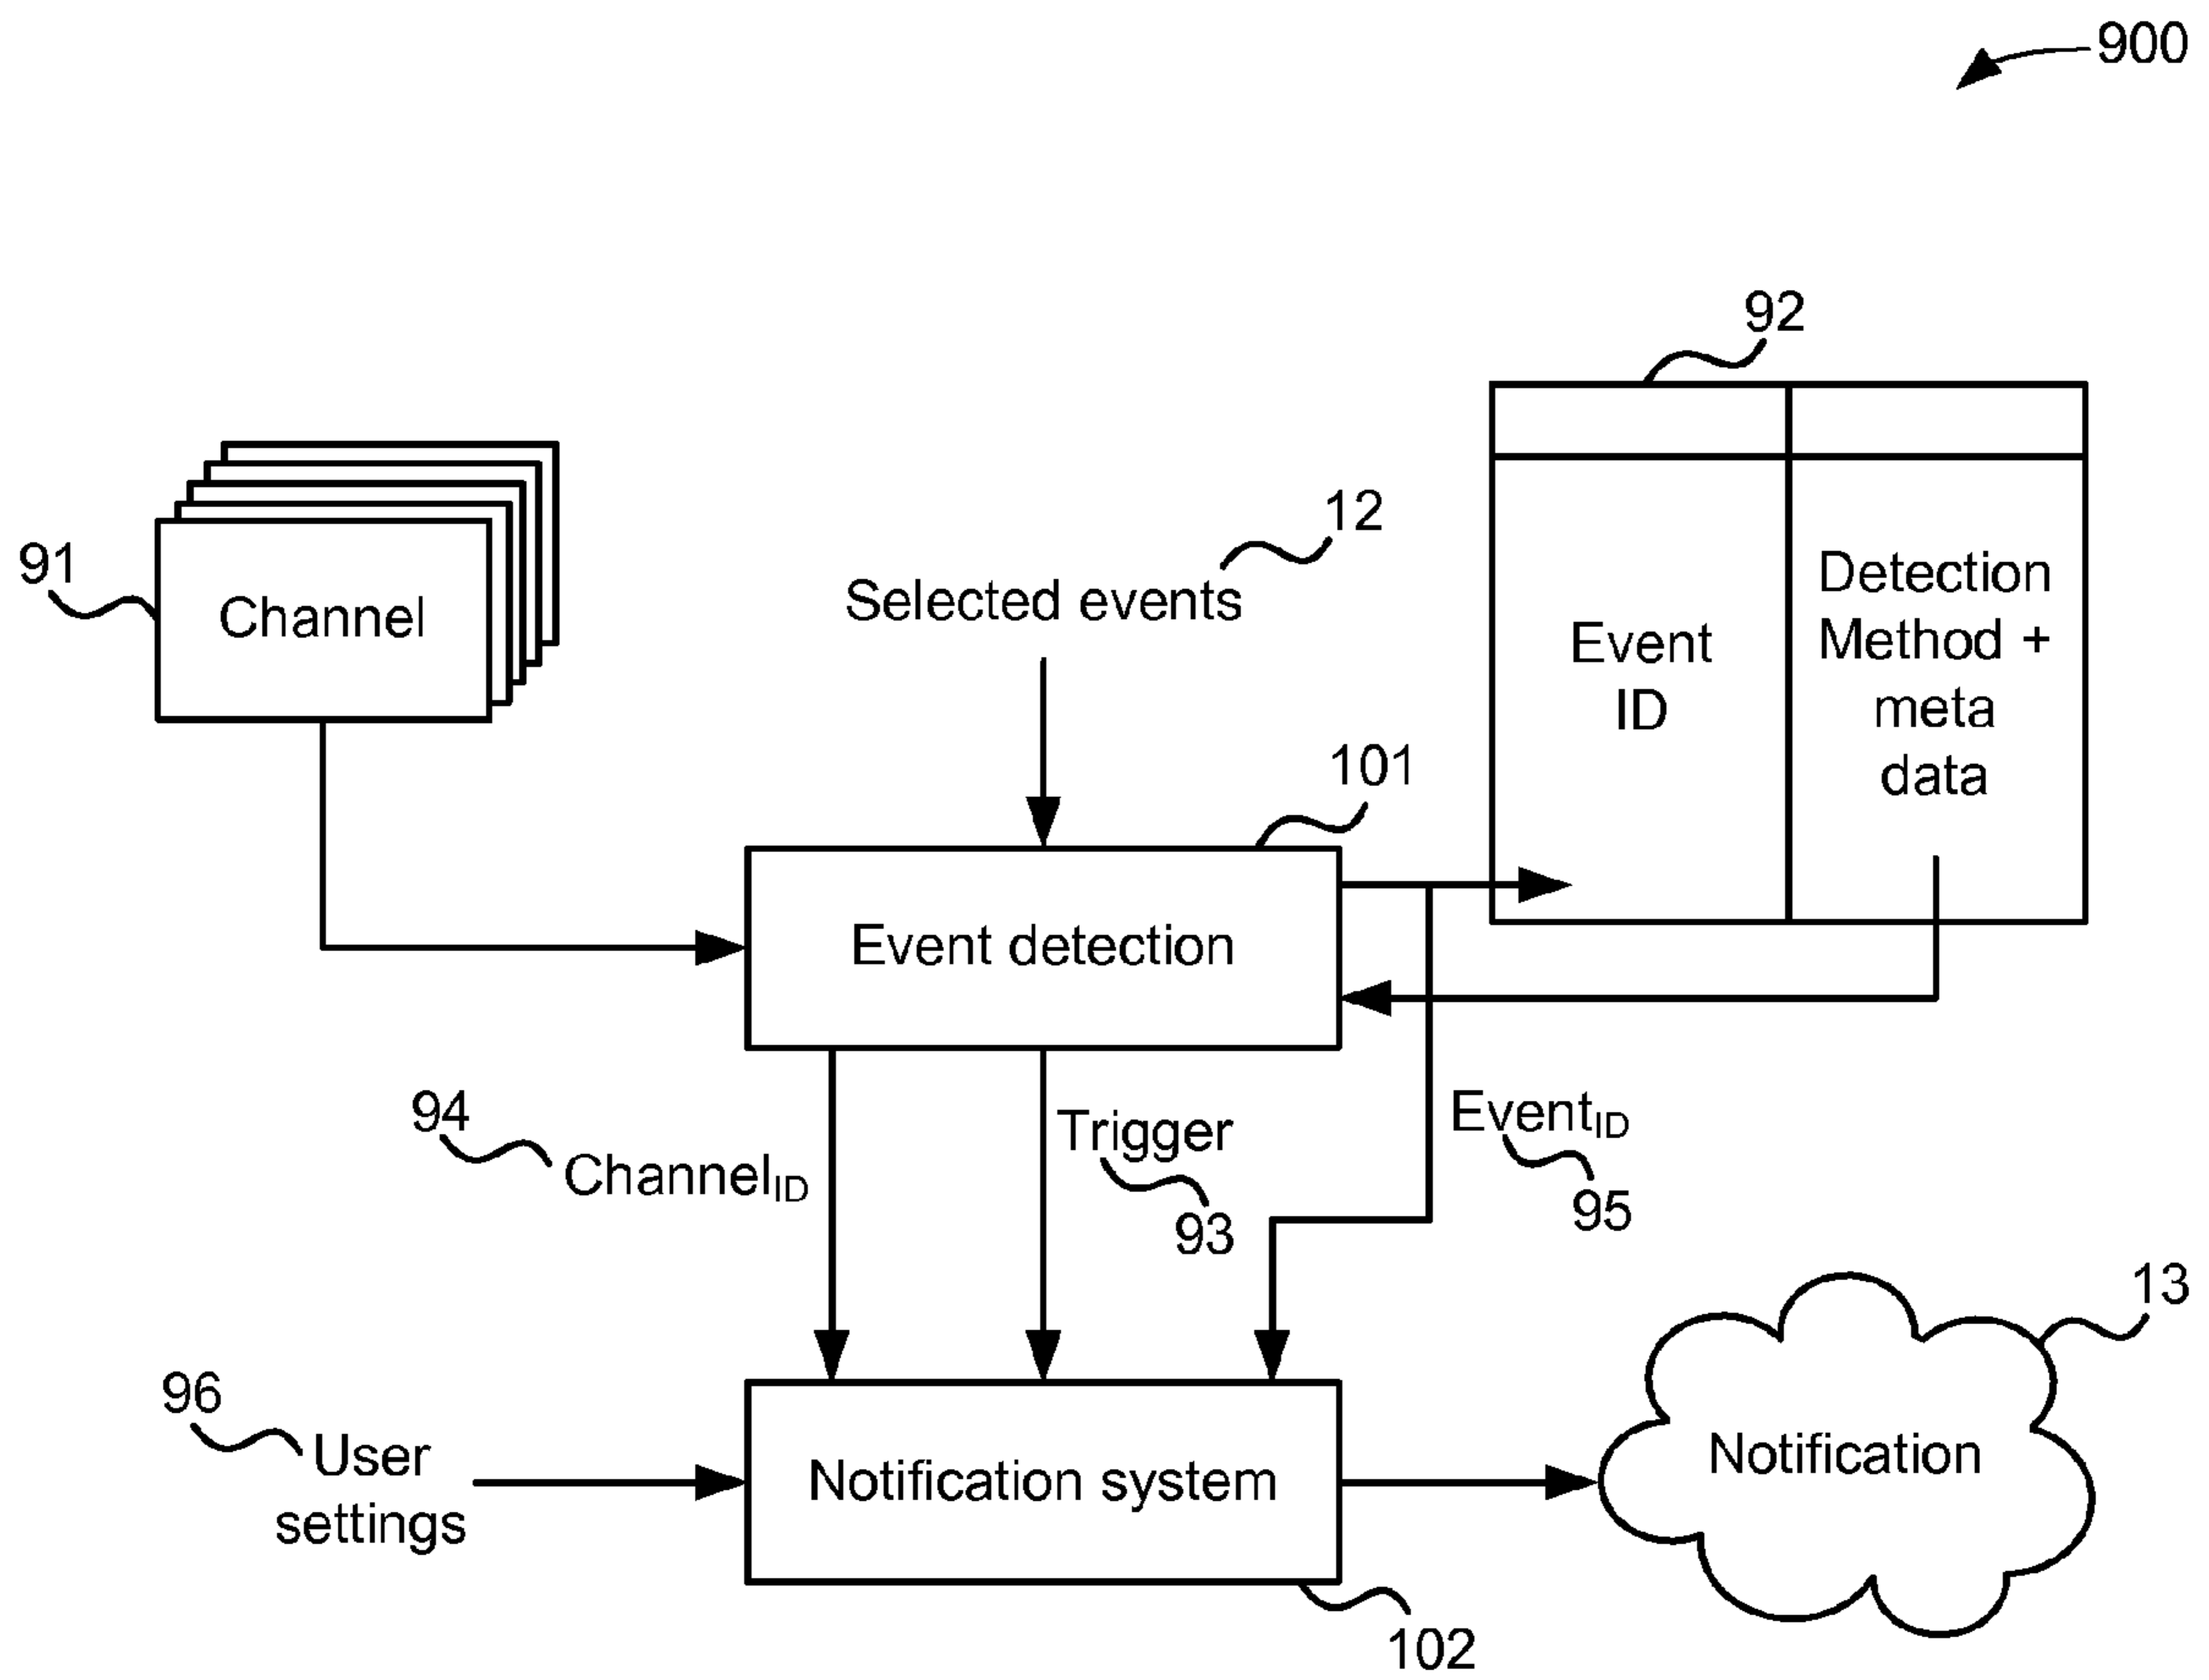 900
92
12
91
Channel
Selected events
Event
ID
Detection
Method +
meta
data
101
Event detection
94
ChannelID
Trigger
93
EventID
95
13
96
User
settings
Notification system
Notification
102